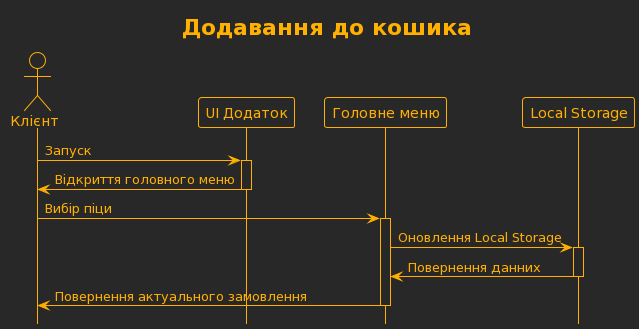 Додавання до кошика
Клієнт
UI Додаток
Головне меню
Local Storage
Запуск
Відкриття головного меню
Вибір піци
Оновлення Local Storage
Повернення данних
Повернення актуального замовлення